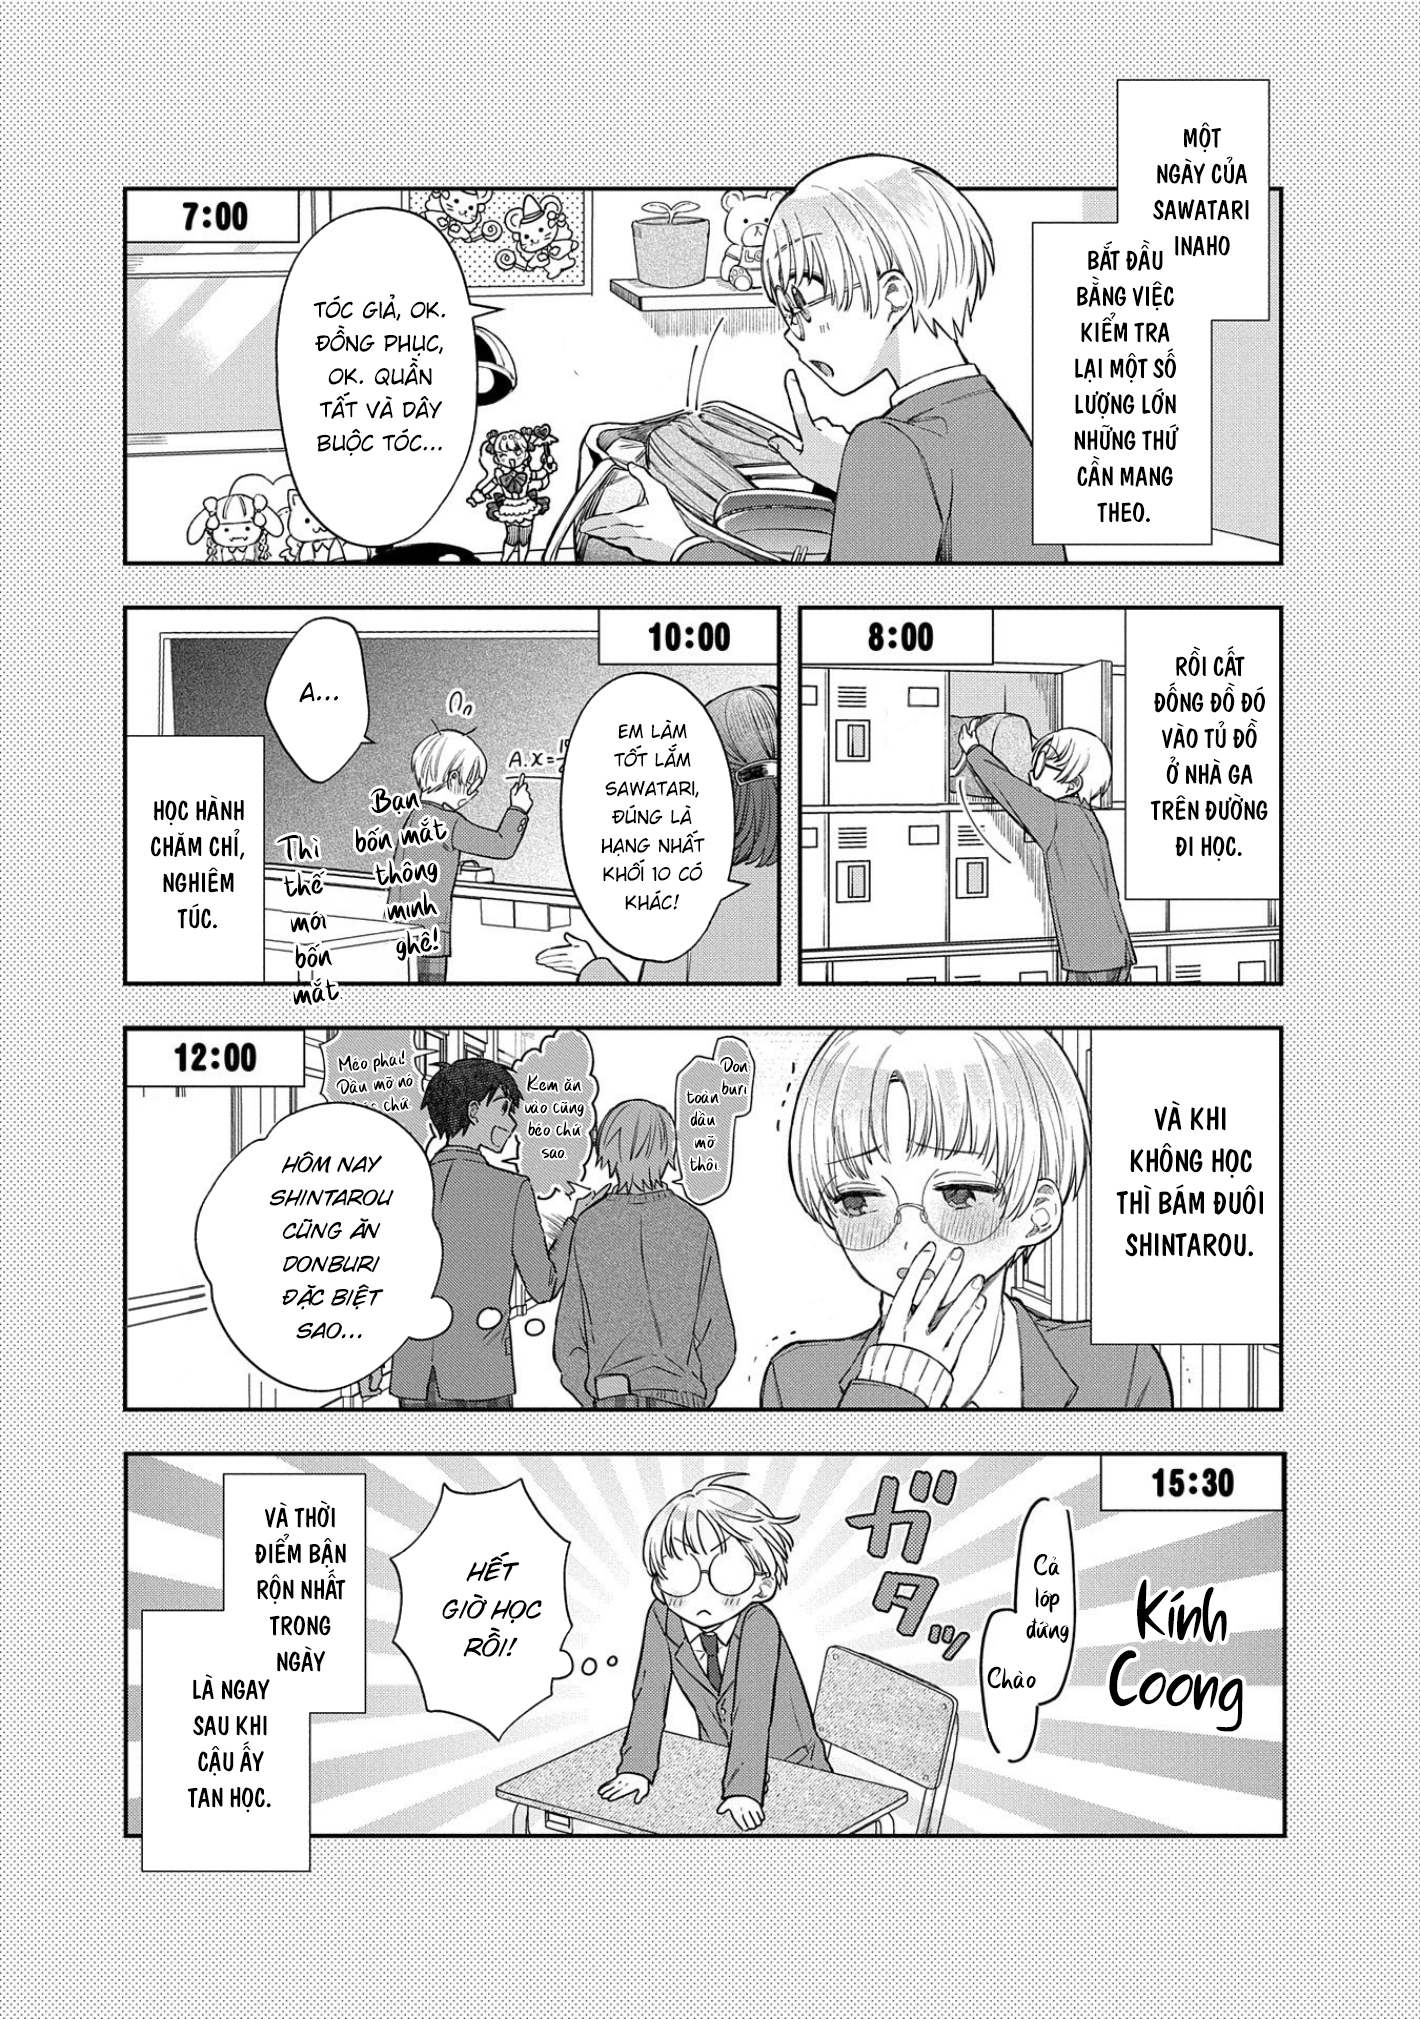 MỘT
NGÀY CỦA
SAWATARI
INAHO
BẮT ĐẦU
BẰNG VIỆC
KIỂM TRA
LẠI MỘT SỐ
LƯỢNG LỚN
NHỮNG THỨ
CẦN MANG
THEO.
7:00
TÓC GIẢ, OK.
ĐỒNG PHỤC,
OK. QUẦN
TẤT VÀ DÂY
BUỘC TÓC...
8:00
RỒI CẤT
ĐỐNG ĐỒ ĐÓ
VÀO TỦ ĐỒ
Ở NHÀ GA
TRÊN ĐƯỜNG
ĐI HỌC.
10:00
EM LÀM
TỐT LẮM
SAWATARI,
ĐÚNG LÀ
HẠNG NHẤT
KHỐI 10 CÓ
KHÁC!
A...
A.x=
Bạn
bốn mắt
thông
minh
ghê!
Thì
thế
mới
bốn
mắt
HỌC HÀNH
CHĂM CHỈ,
NGHIÊM
TÚC.
VÀ KHI
KHÔNG HỌC
THÌ BÁM ĐUÔI
SHINTAROU.
12:00
Don
buri
toàn
dầu
mỡ
thôi
Kem ăn
vào cũng
béo chứ
sao
Méo phải!
Dầu mỡ nó
chứ
HÔM NAY
SHINTAROU
CŨNG ĂN
DONBURI
ĐẶC BIỆT
SAO...
15:30
Kính
Coong
Cả
lớp
đứng
Chào
ガタッ
HẾT
GIỜ HỌC
RỒI!
VÀ THỜI
ĐIỂM BẬN
RỘN NHẤT
TRONG
NGÀY
LÀ NGAY
SAU KHI
CẬU ẤY
TAN HỌC.